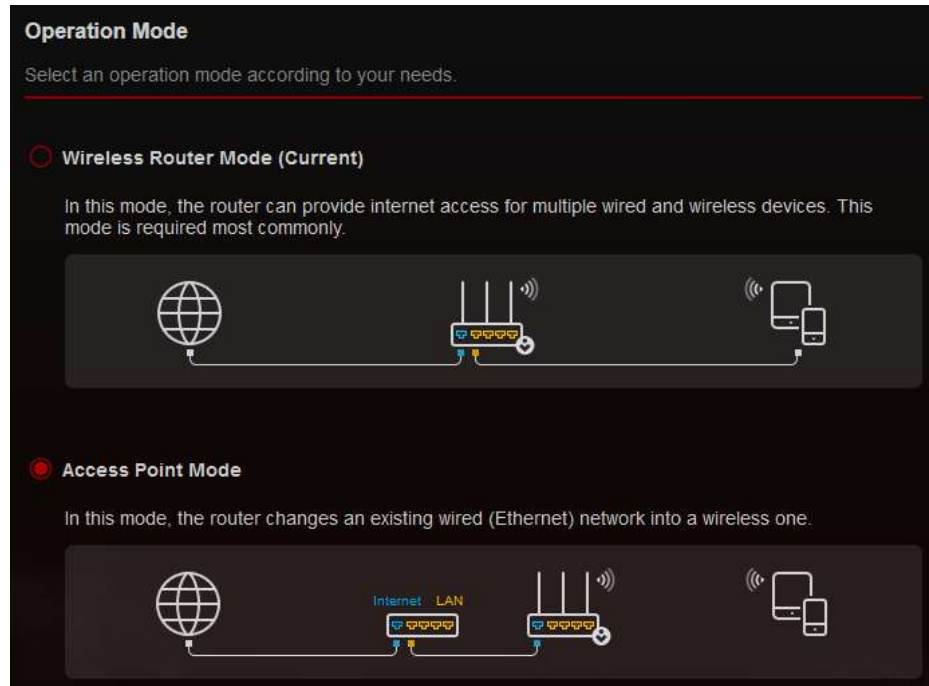 Operation Mode
Select an operation mode according to your needs.
Wireless Router Mode (Current)
In this mode, the router can provide internet access for multiple wired and wireless devices. This
mode is required most commonly.
Access Point Mode
In this mode, the router changes an existing wired (Ethernet) network into a wireless one.
Internet LAN